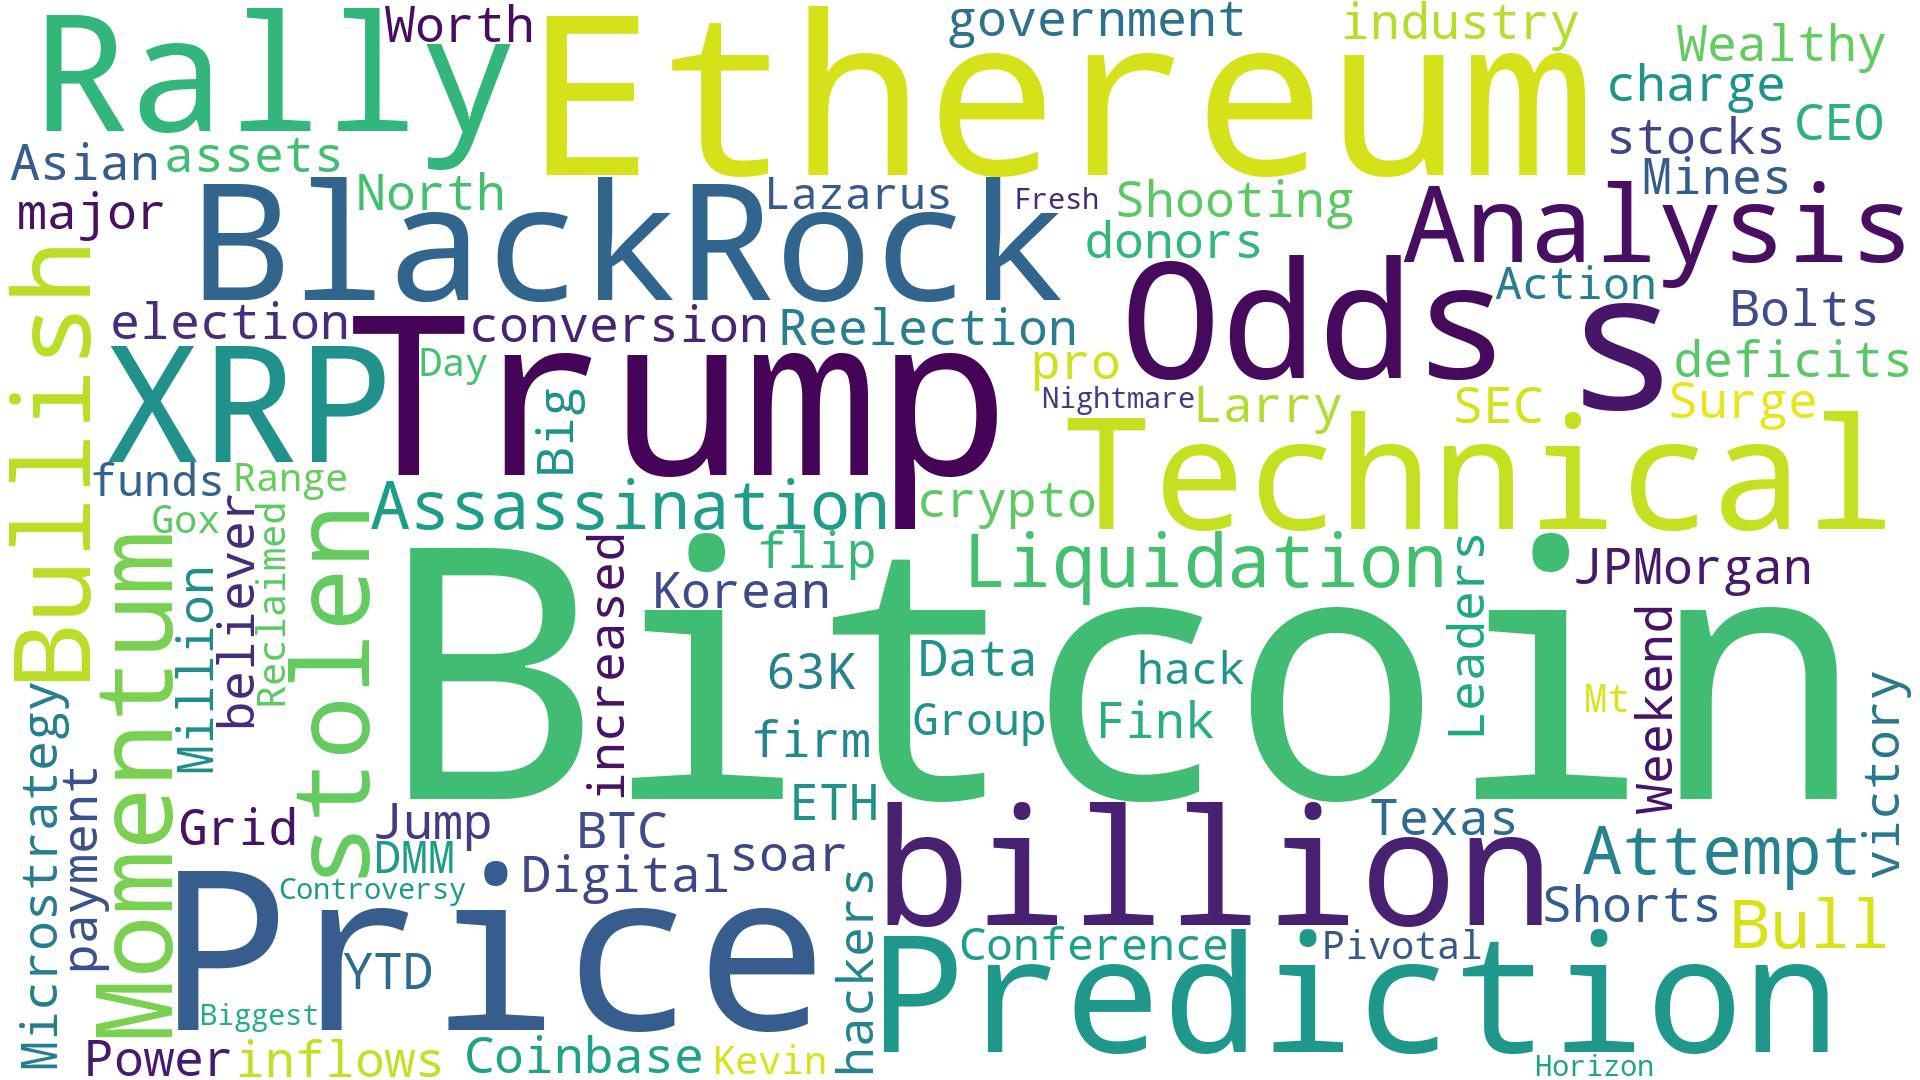 Rally
Worth
Ethereum
government
industry
Wealthy
charge
CEO
stocks
Asian
assets
Mines
major
North
BlackRock
Lazarus
Fresh
Shooting
donors
Analysis
Bullish
Odds
s
Action
Bolts
election
Trump
conversion
Reelection
XRP
Day
pro
deficits
Nightmare
Larry
SEC
Surge
Big
Technical
funds
Range
Assassination
crypto
Gox
believer
Reclaimed
stolen
Momentum
Million
Bitcoin
increased
flip
Korean
Liquidation
Leaders
JPMorgan
63K
Data
hack
Weekend
Mt
Group
Fink
firm
victory
Microstrategy
payment
ETH
Grid
Jump
BTC
DMM
Digital
soar
billion
Texas
Attempt
Controversy
Price
hackers
Shorts
Bull
YTD
Conference
Pivotal
Prediction
Biggest
Power
inflows
Coinbase
Kevin
Horizon